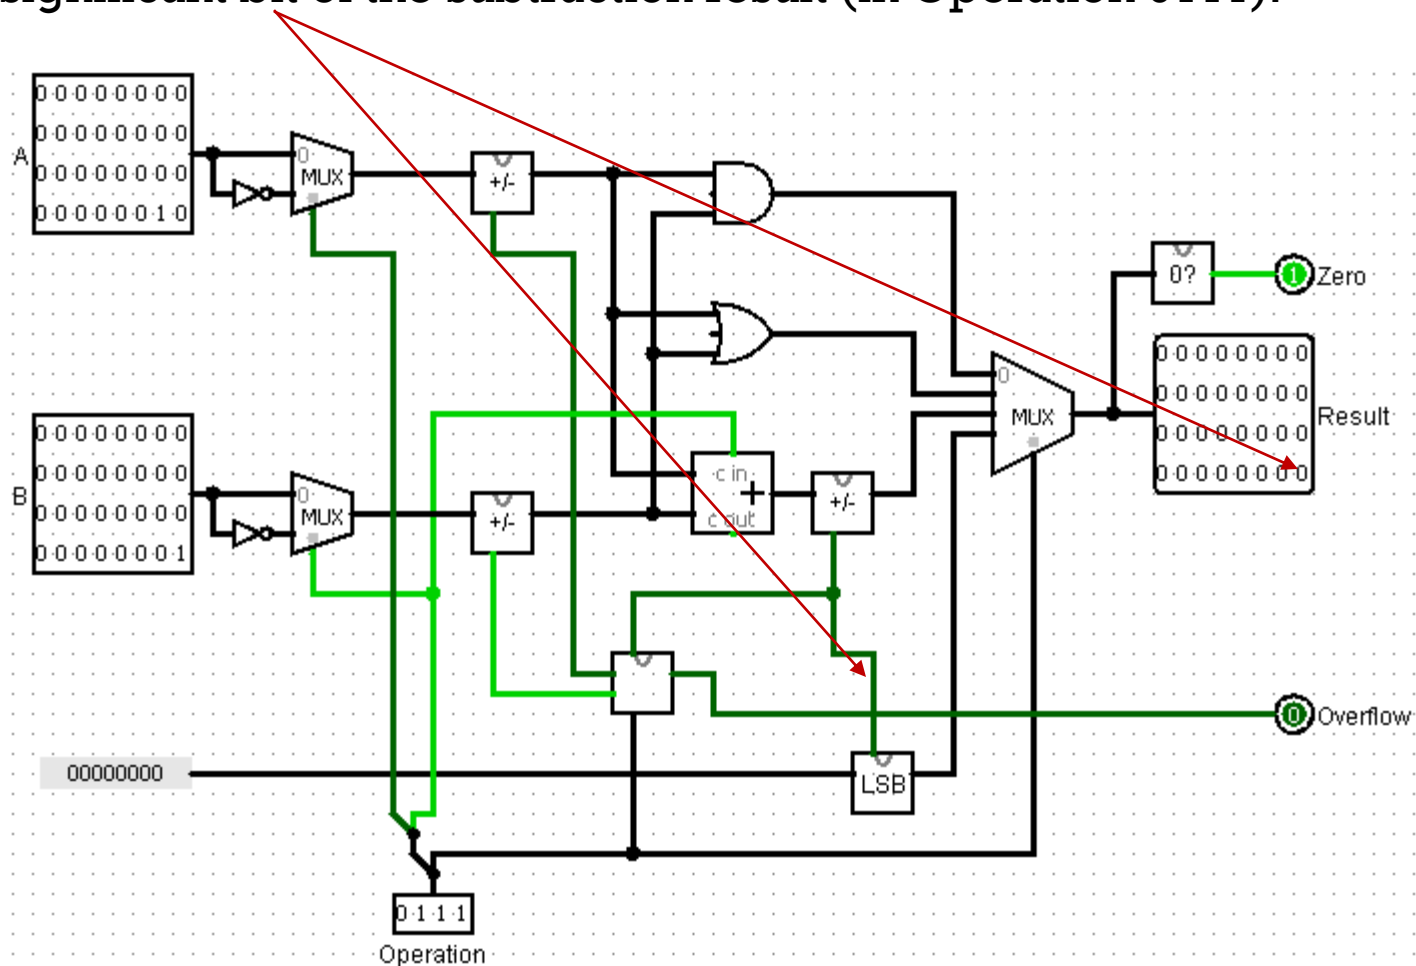 significant bit of the subtraction result (in Operation 0111).
0 0 0 0 0 0 0 0
0 0 0 0 0 0 0 0
A
0 0 0 0 0 0 0 0
0 0 0 0 0 0 1 0
0
MUX
+/-
0?
1
Zero
0 0 0 0 0 0 0 0
0 0 0 0 0 0 0 0
0 0 0 0 0 0 0 0
0 0 0 0 0 0 0 0
Result
0
MUX
0 0 0 0 0 0 0 0
0 0 0 0 0 0 0 0
B
0 0 0 0 0 0 0 0
0 0 0 0 0 0 0 1
0
MUX
+/-
c in
+
c out
+/-
0
Overflow
00000000
LSB
0 1 1 1
Operation